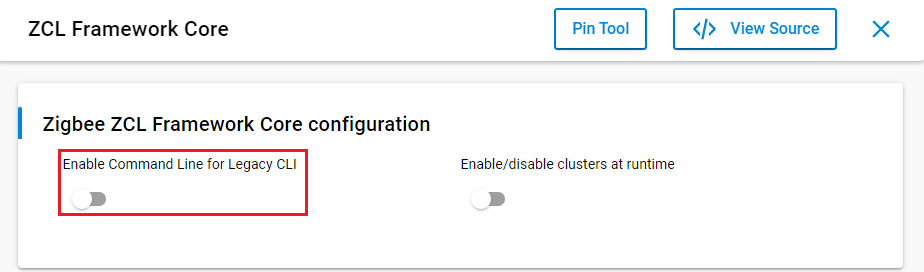 ZCL Framework Core
Pin Tool
</> View Source
Zigbee ZCL Framework Core configuration
Enable Command Line for Legacy CLI
Enable/disable clusters at runtime